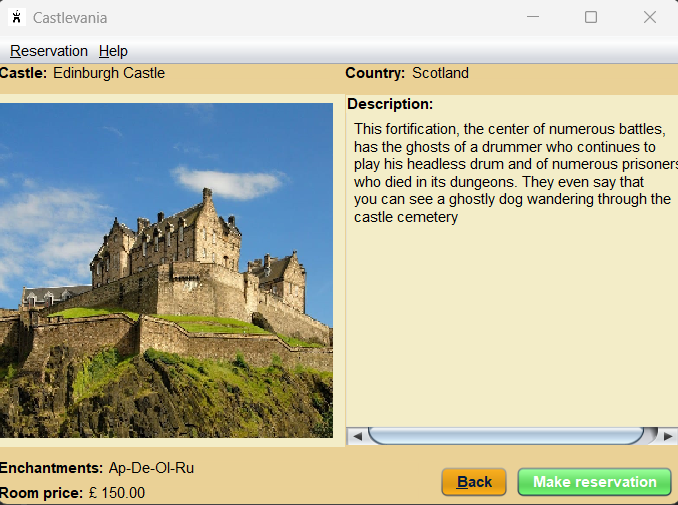 Castlevania
Reservation Help
Castle: Edinburgh Castle
Country: Scotland
Description:
This fortification, the center of numerous battles,
has the ghosts of a drummer who continues to
play his headless drum and of numerous prisoners
who died in its dungeons. They even say that
you can see a ghostly dog wandering through the
castle cemetery
Enchantments: Ap-De-Ol-Ru
Room price: £ 150.00
Back
Make reservation